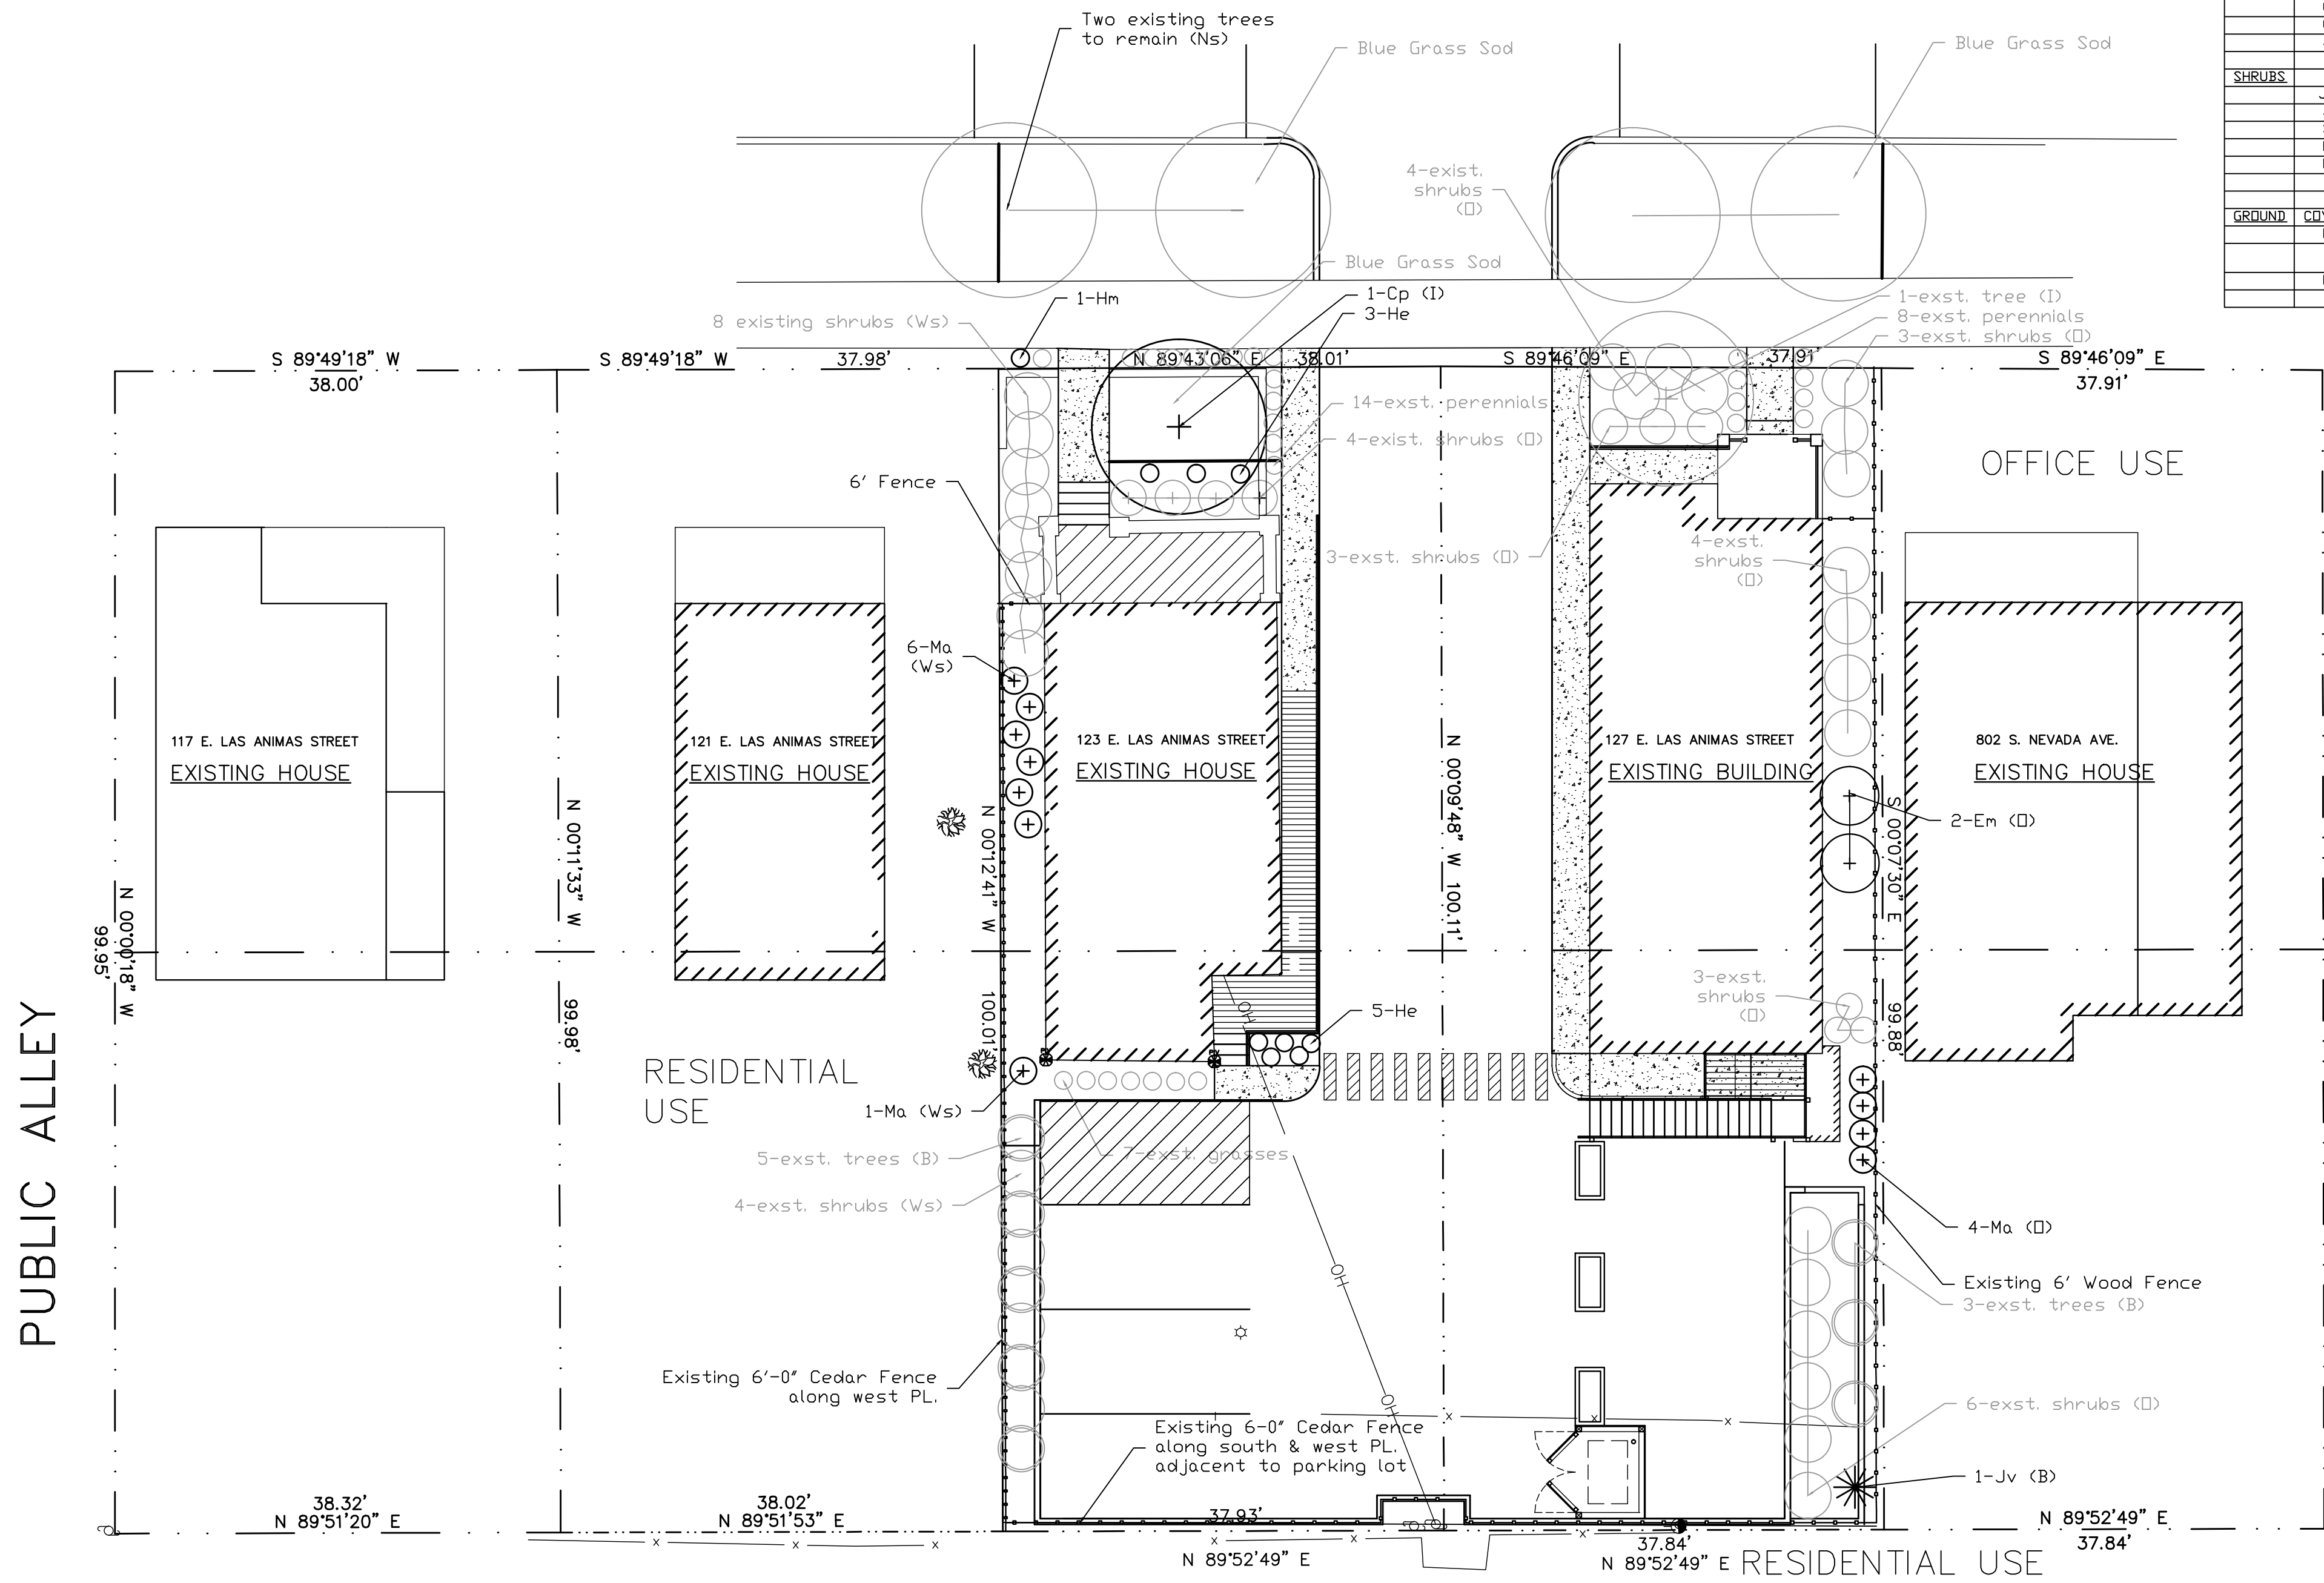 Two existing trees
to remain (Ns)
Blue Grass Sod
Blue Grass Sod
SHRUBS
GROUND
4-exist.
shrubs
(O)
Blue Grass Sod
1-Hm
1-Cp (I)
3-He
1-exst. tree (I)
8-exst. perennials
3-exst. shrubs (O)
8 existing shrubs (Ws)
S 89°49'18" W
38.00'
S 89°49'18" W
37.98'
N 89°43'06" E
38.01'
S 89°46'09" E
37.91'
S 89°46'09" E
37.91'
14-exst. perennials
4-exist. shrubs (O)
OFFICE USE
6' Fence
3-exst. shrubs (O)
4-exst.
shrubs
(O)
6-Ma
(Ws)
117 E. LAS ANIMAS STREET
EXISTING HOUSE
121 E. LAS ANIMAS STREET
EXISTING HOUSE
123 E. LAS ANIMAS STREET
EXISTING HOUSE
127 E. LAS ANIMAS STREET
EXISTING BUILDING
802 S. NEVADA AVE.
EXISTING HOUSE
2-Em (O)
N 00°00'18" W
99.95'
N 00°11'33" W
99.98'
N 00°12'41" W
100.01'
N 00°09'48" W 100.11'
S 00°07'30" E
99.88'
3-exst.
shrubs
(O)
OH
5-He
PUBLIC ALLEY
RESIDENTIAL
USE
1-Ma (Ws)
5-exst. trees (B)
7-exst. grasses
4-exst. shrubs (Ws)
4-Ma (O)
OH
Existing 6' Wood Fence
3-exst. trees (B)
Existing 6'-0" Cedar Fence
along west PL.
OH
6-exst. shrubs (O)
x
x
x
Existing 6-0" Cedar Fence
along south & west PL.
adjacent to parking lot
1-Jv (B)
38.32'
N 89°51'20" E
38.02'
N 89°51'53" E
37.93'
N 89°52'49" E
x
x
x
x
x
x
N 89°52'49" E
37.84'
37.84'
N 89°52'49" E
RESIDENTIAL USE